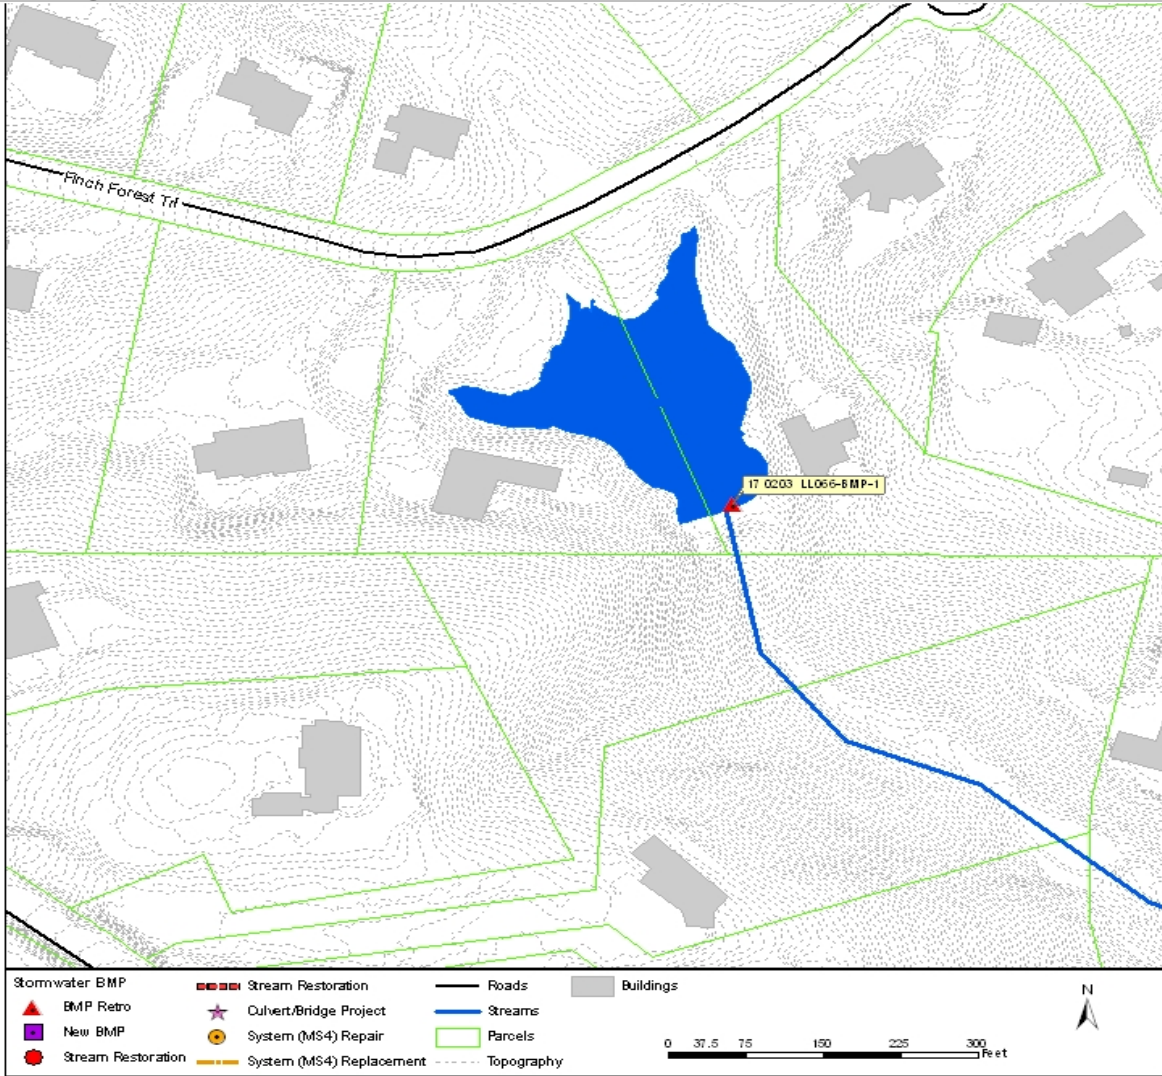 Finch Forest Trl
17 0203 LL066-BMP-1
Stormwater BMP
BMP Retro
New BMP
Stream Restoration
Stream Restoration
Culvert/Bridge Project
System (MS4) Repair
System (MS4) Replacement
Roads
Streams
Parcels
Topography
Buildings
N
0 37.5 75 150 225 300
Feet